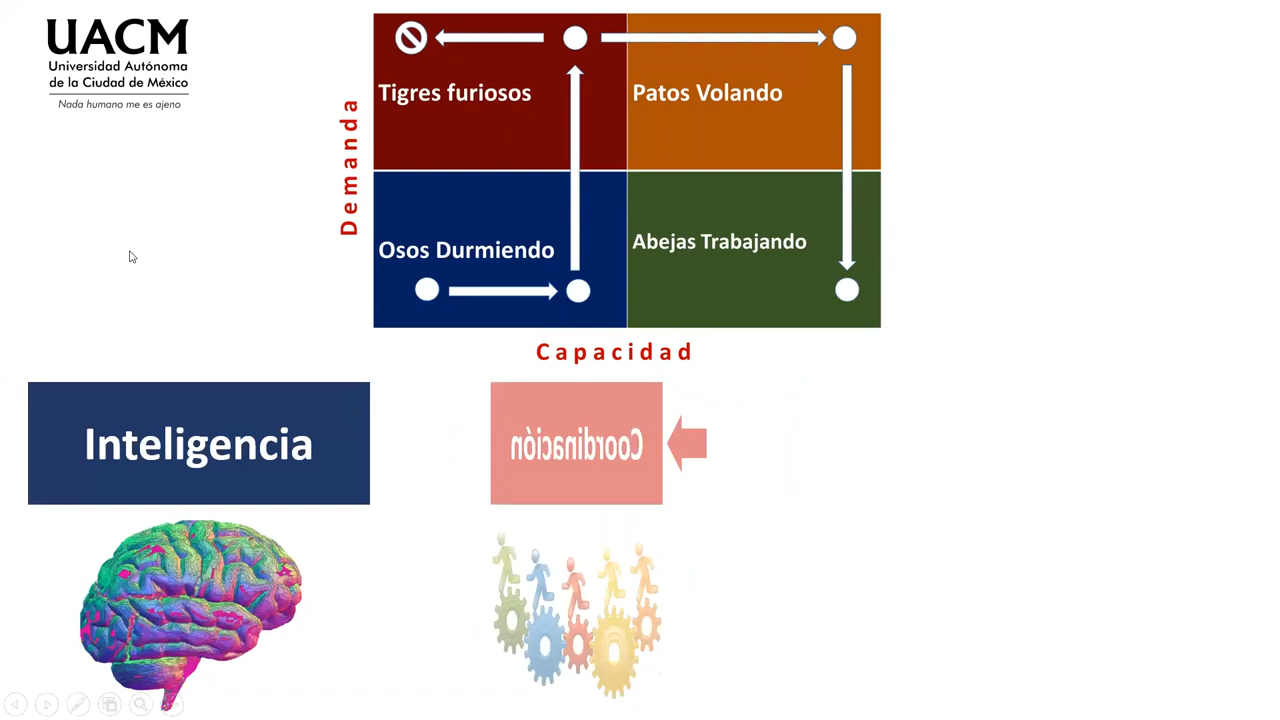 UACM
Universidad Autónoma
de la Ciudad de México
Nada humano me es ajeno
Demanda
Tigres furiosos
Patos Volando
Osos Durmiendo
Abejas Trabajando
Capacidad
Inteligencia
Coordinación